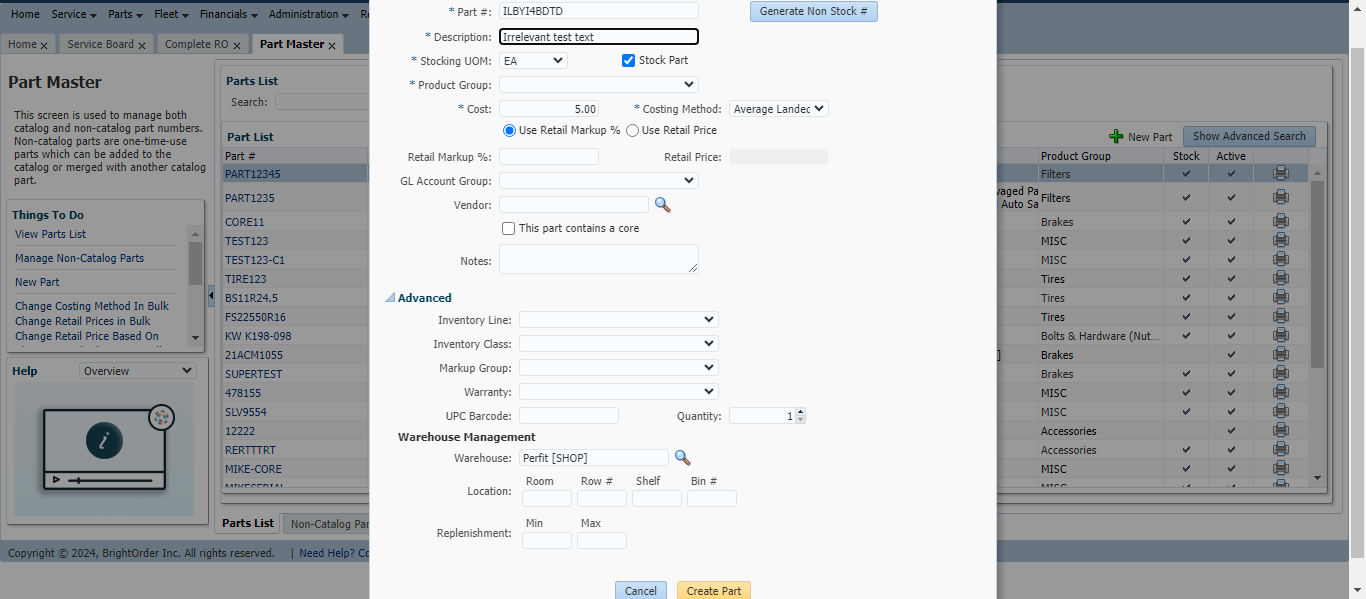 Home Service Parts Fleet Financials Administration Re
Home x Service Board x Complete RO x Part Master x
Part Master
This screen is used to manage both
catalog and non-catalog part numbers.
Non-catalog parts are one-time-use
parts which can be added to the
catalog or merged with another catalog
part.
Things To Do
View Parts List
Manage Non-Catalog Parts
New Part
Change Costing Method In Bulk
Change Retail Prices in Bulk
Change Retail Price Based On
Help Overview
i
Parts List
Search:
Part List
Part #
PART12345
PART1235
CORE11
TEST123
TEST123-C1
TIRE123
BS11R24.5
FS22550R16
KW K198-098
21ACM1055
SUPERTEST
478155
SLV9554
12222
RERTTTRT
MIKE-CORE
MIKESERIAL
Parts List Non-Catalog Par
* Part #: ILBYI4BDTD Generate Non Stock #
* Description: Irrelevant test text
* Stocking UOM: EA Stock Part
* Product Group:
* Cost: 5.00 * Costing Method: Average Landec
Use Retail Markup % Use Retail Price
Retail Markup %: Retail Price:
GL Account Group:
Vendor:
This part contains a core
Notes:
Advanced
Inventory Line:
Inventory Class:
Markup Group:
Warranty:
UPC Barcode: Quantity: 1
Warehouse Management
Warehouse: Perfit [SHOP]
Room Row # Shelf Bin #
Location:
Min Max
Replenishment:
Cancel Create Part
New Part Show Advanced Search
Product Group Stock Active
Filters
vaged Pa
Auto Sa
Filters
Brakes
MISC
MISC
Tires
Tires
Tires
Bolts & Hardware (Nut...
] Brakes
Brakes
MISC
MISC
Accessories
Accessories
MISC
MISC
Copyright © 2024, BrightOrder Inc. All rights reserved. | Need Help? Co